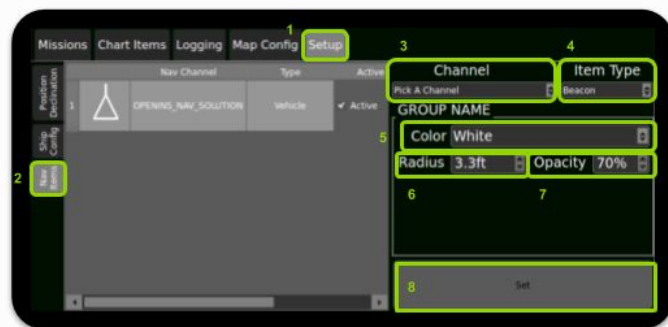 1
Missions Chart Items Logging Map Config Setup
3
4
Position Declination
Ship Config
Nav Items
2
Nav Channel Type Active
1 OPENINS_NAV_SOLUTION Vehicle ✔ Active
Channel
Item Type
Pick A Channel
Beacon
GROUP NAME
5
Color White
Radius 3.3ft
Opacity 70%
6
7
8
Set